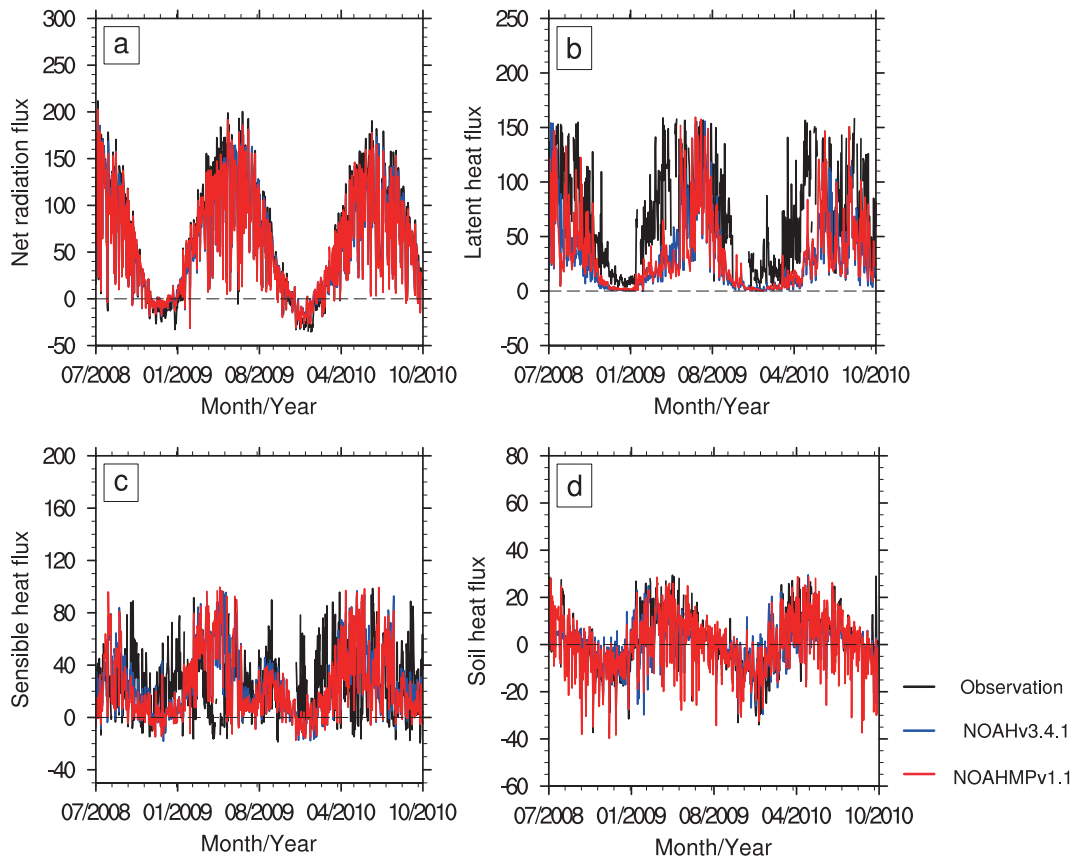 a
Net radiation flux
300
250
200
150
100
50
0
-50
07/2008 01/2009 08/2009 04/2010 10/2010
Month/Year
b
Latent heat flux
250
200
150
100
50
0
-50
07/2008 01/2009 08/2009 04/2010 10/2010
Month/Year
c
Sensible heat flux
200
160
120
80
40
0
-40
07/2008 01/2009 08/2009 04/2010 10/2010
Month/Year
d
Soil heat flux
80
60
40
20
0
-20
-40
-60
07/2008 01/2009 08/2009 04/2010 10/2010
Month/Year
Observation
NOAHv3.4.1
NOAHMPv1.1